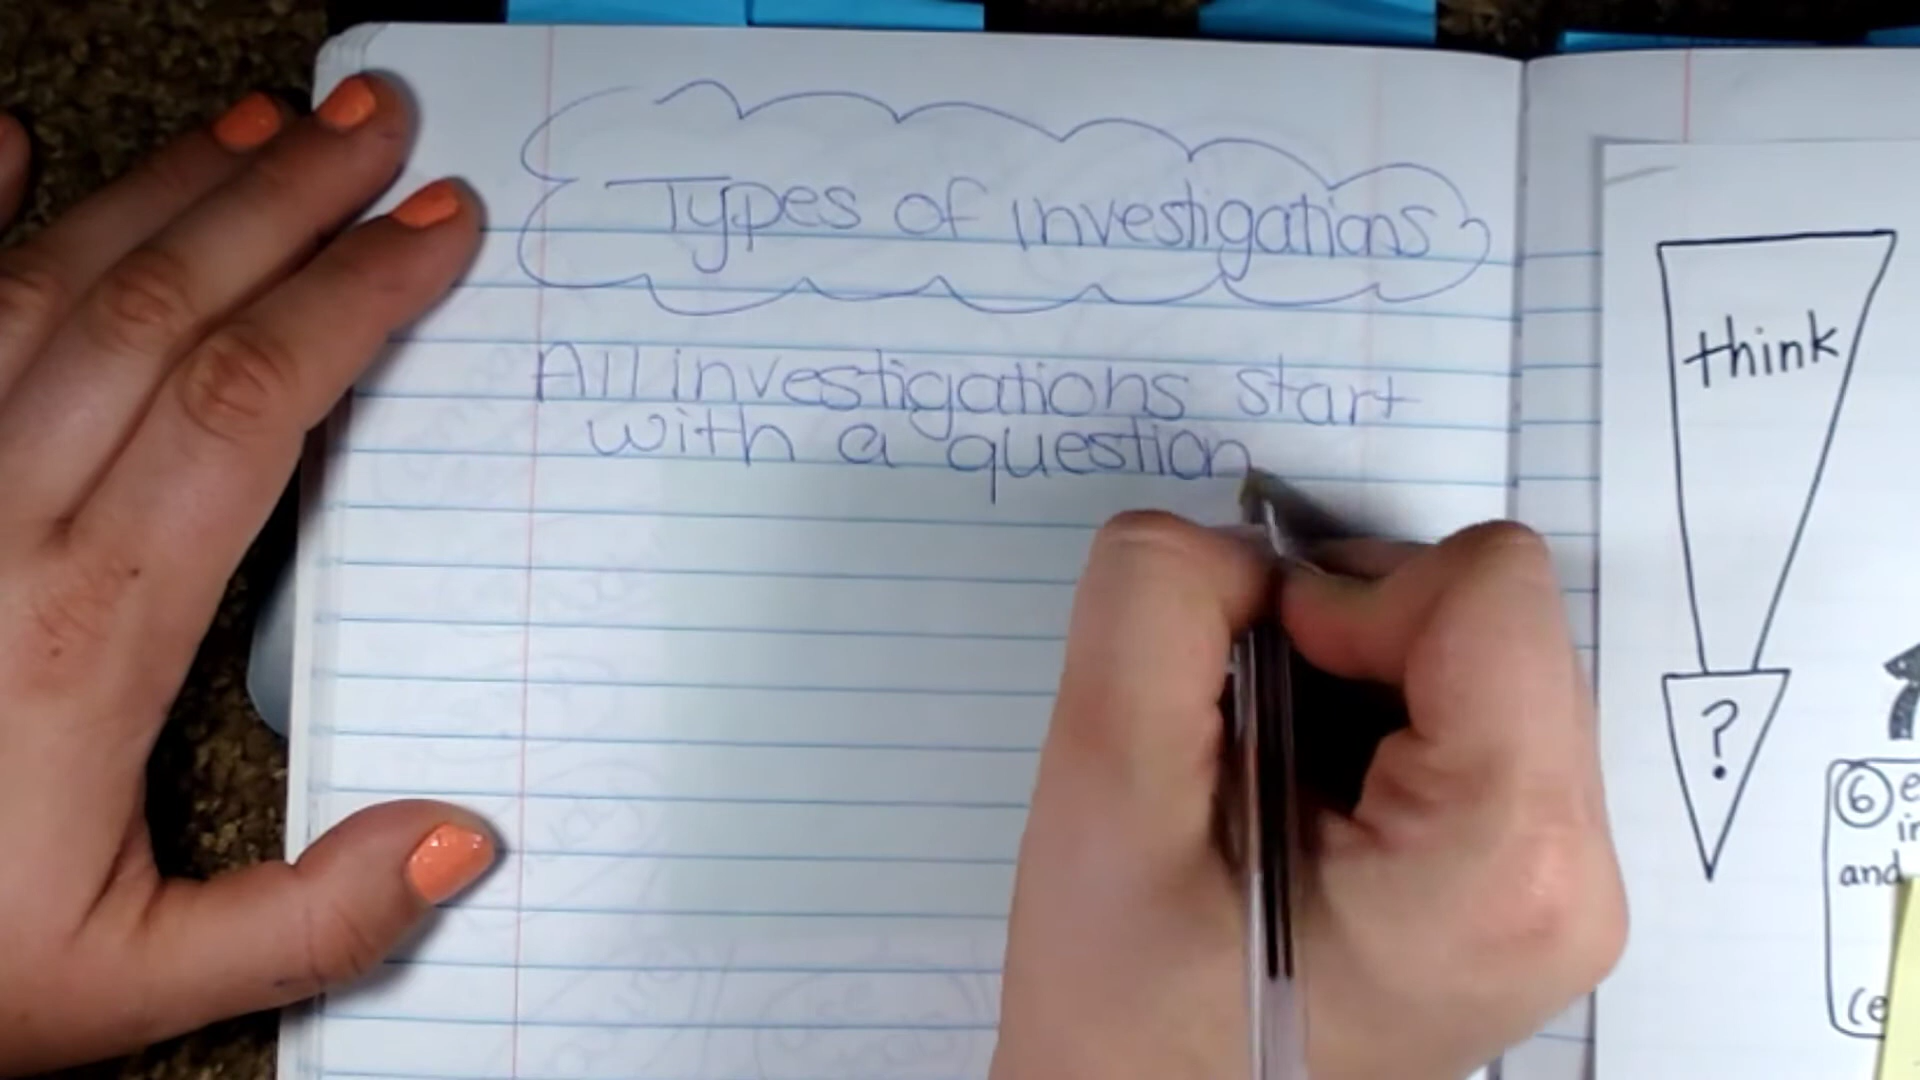 Types of investigations
All investigations start
with a question
think
?
6
and